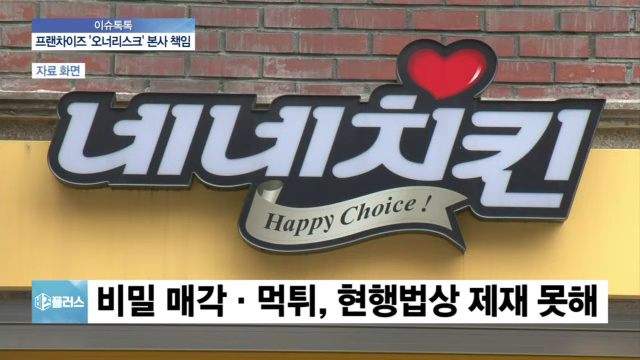 이슈톡톡
프랜차이즈 '오너리스크' 본사 책임
자료 화면
네네치킨
Happy Choice !
비즈플러스
비밀 매각·먹튀, 현행법상 제재 못해